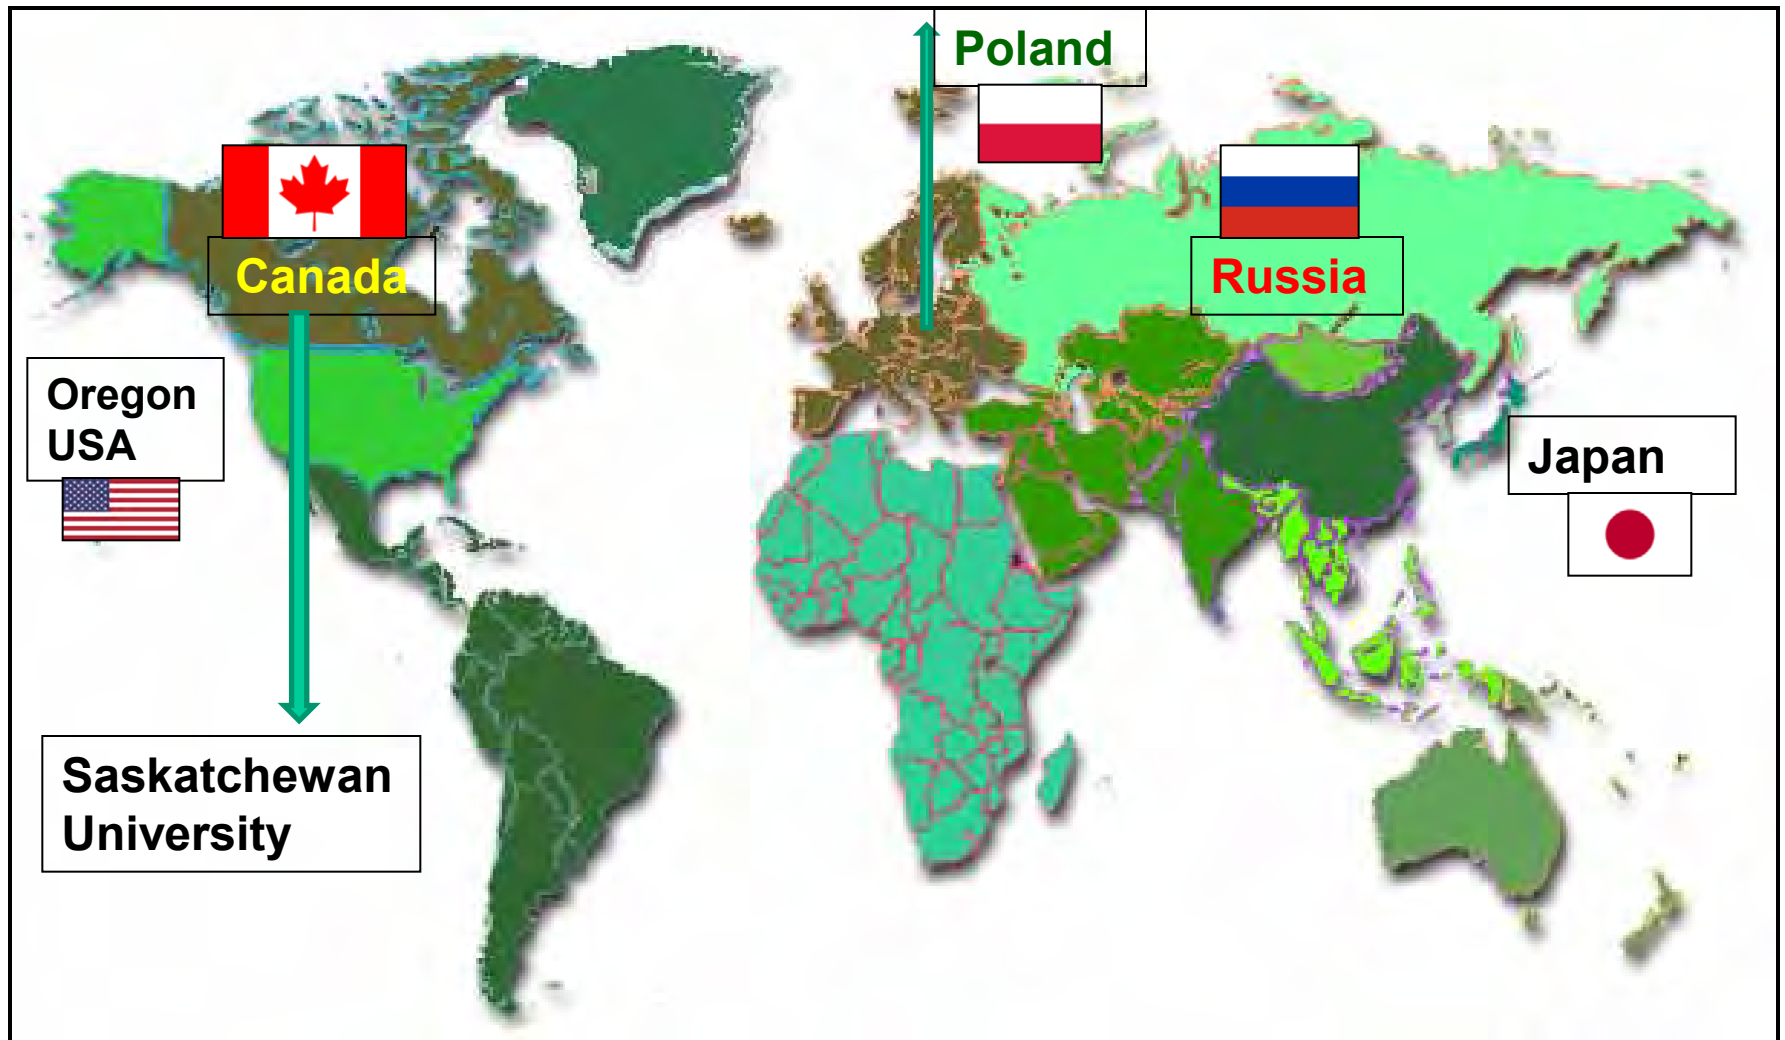 Poland
Canada
Russia
Oregon
USA
Japan
Saskatchewan
University